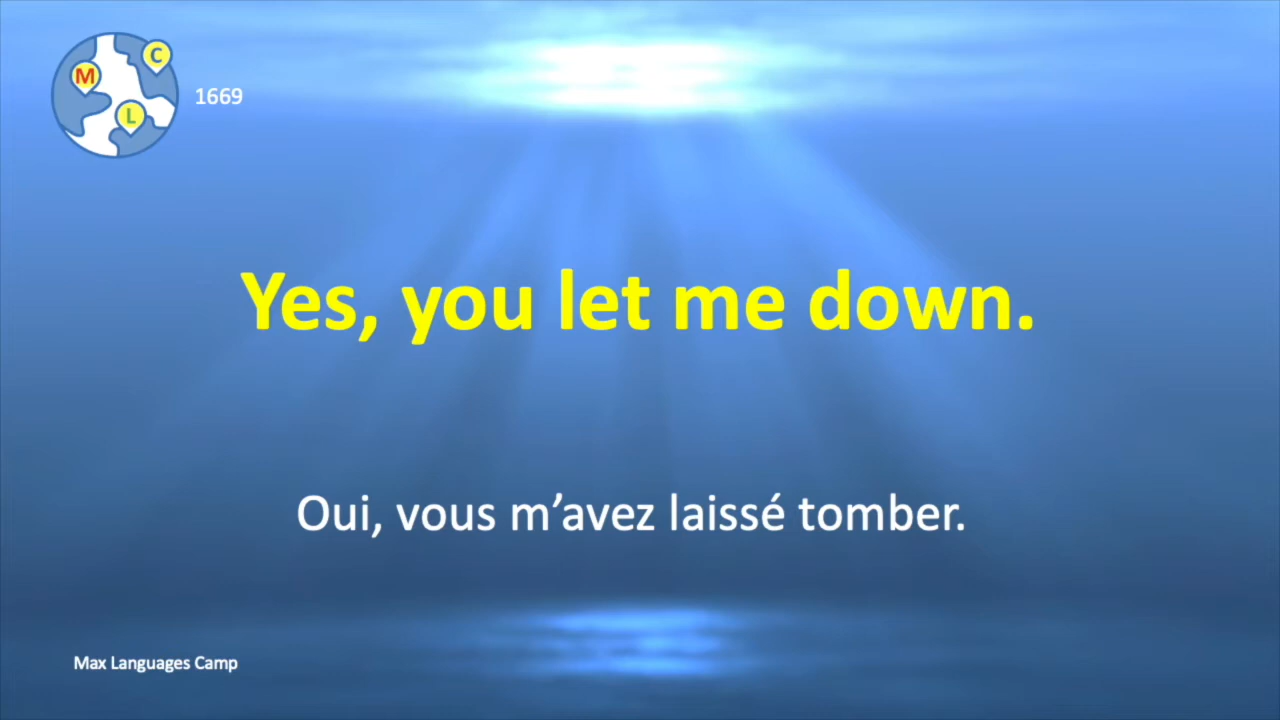 C
M
L
1669
Yes, you let me down.
Oui, vous m’avez laissé tomber.
Max Languages Camp